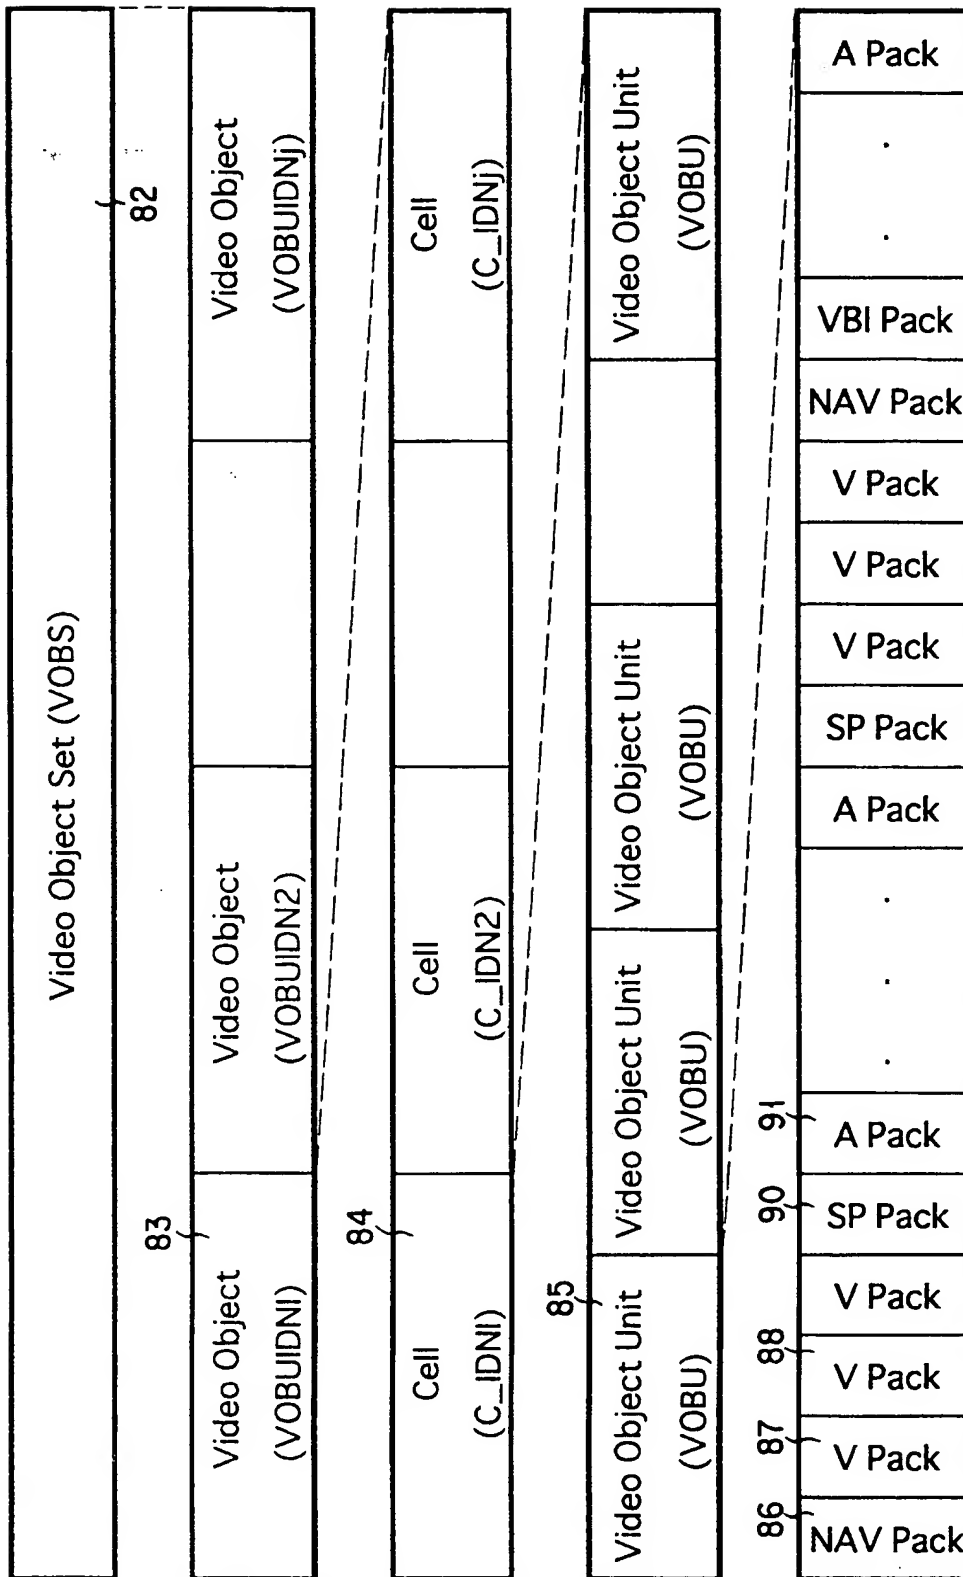 Video Object Set (VOBS)
82
83
Video Object
(VOBUIDNI)
Video Object
(VOBUIDN2)
Video Object
(VOBUIDNj)
84
Cell
(C_IDNI)
Cell
(C_IDN2)
Cell
(C_IDNj)
85
Video Object Unit
(VOBU)
Video Object Unit
(VOBU)
Video Object Unit
(VOBU)
Video Object Unit
(VOBU)
86
87
88
90
91
NAV Pack
V Pack
V Pack
V Pack
SP Pack
A Pack
.
.
.
A Pack
SP Pack
V Pack
V Pack
V Pack
NAV Pack
VBI Pack
.
.
A Pack